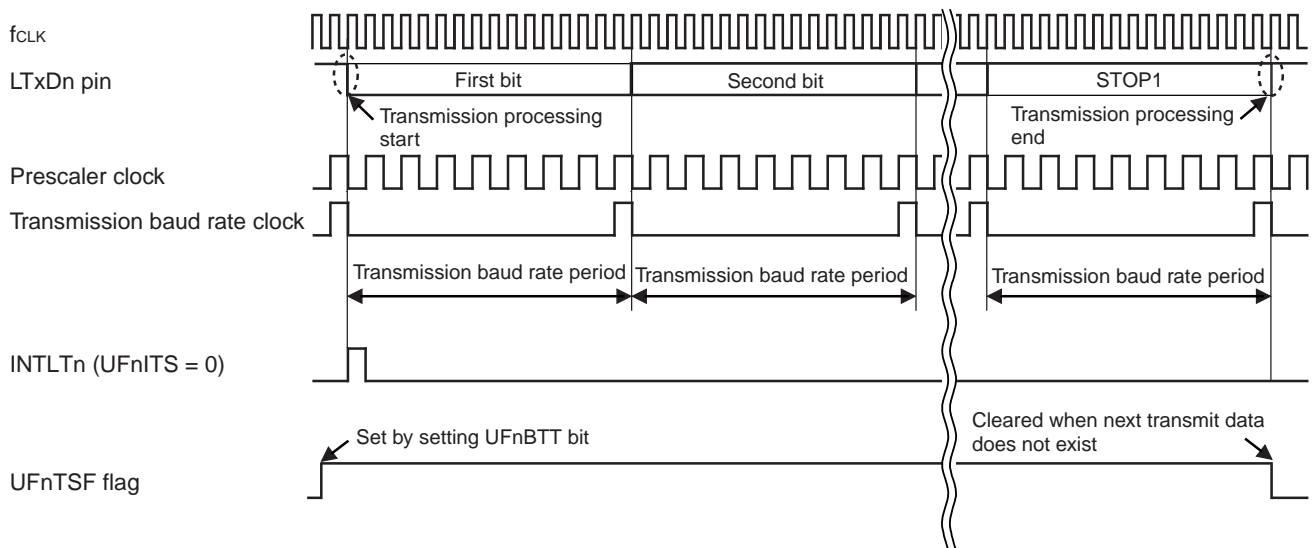 fCLK
LTxDn pin
First bit
Second bit
STOP1
Transmission processing
start
Transmission processing
end
Prescaler clock
Transmission baud rate clock
Transmission baud rate period
Transmission baud rate period
Transmission baud rate period
INTLTn (UFnITS = 0)
Set by setting UFnBTT bit
Cleared when next transmit data
does not exist
UFnTSF flag